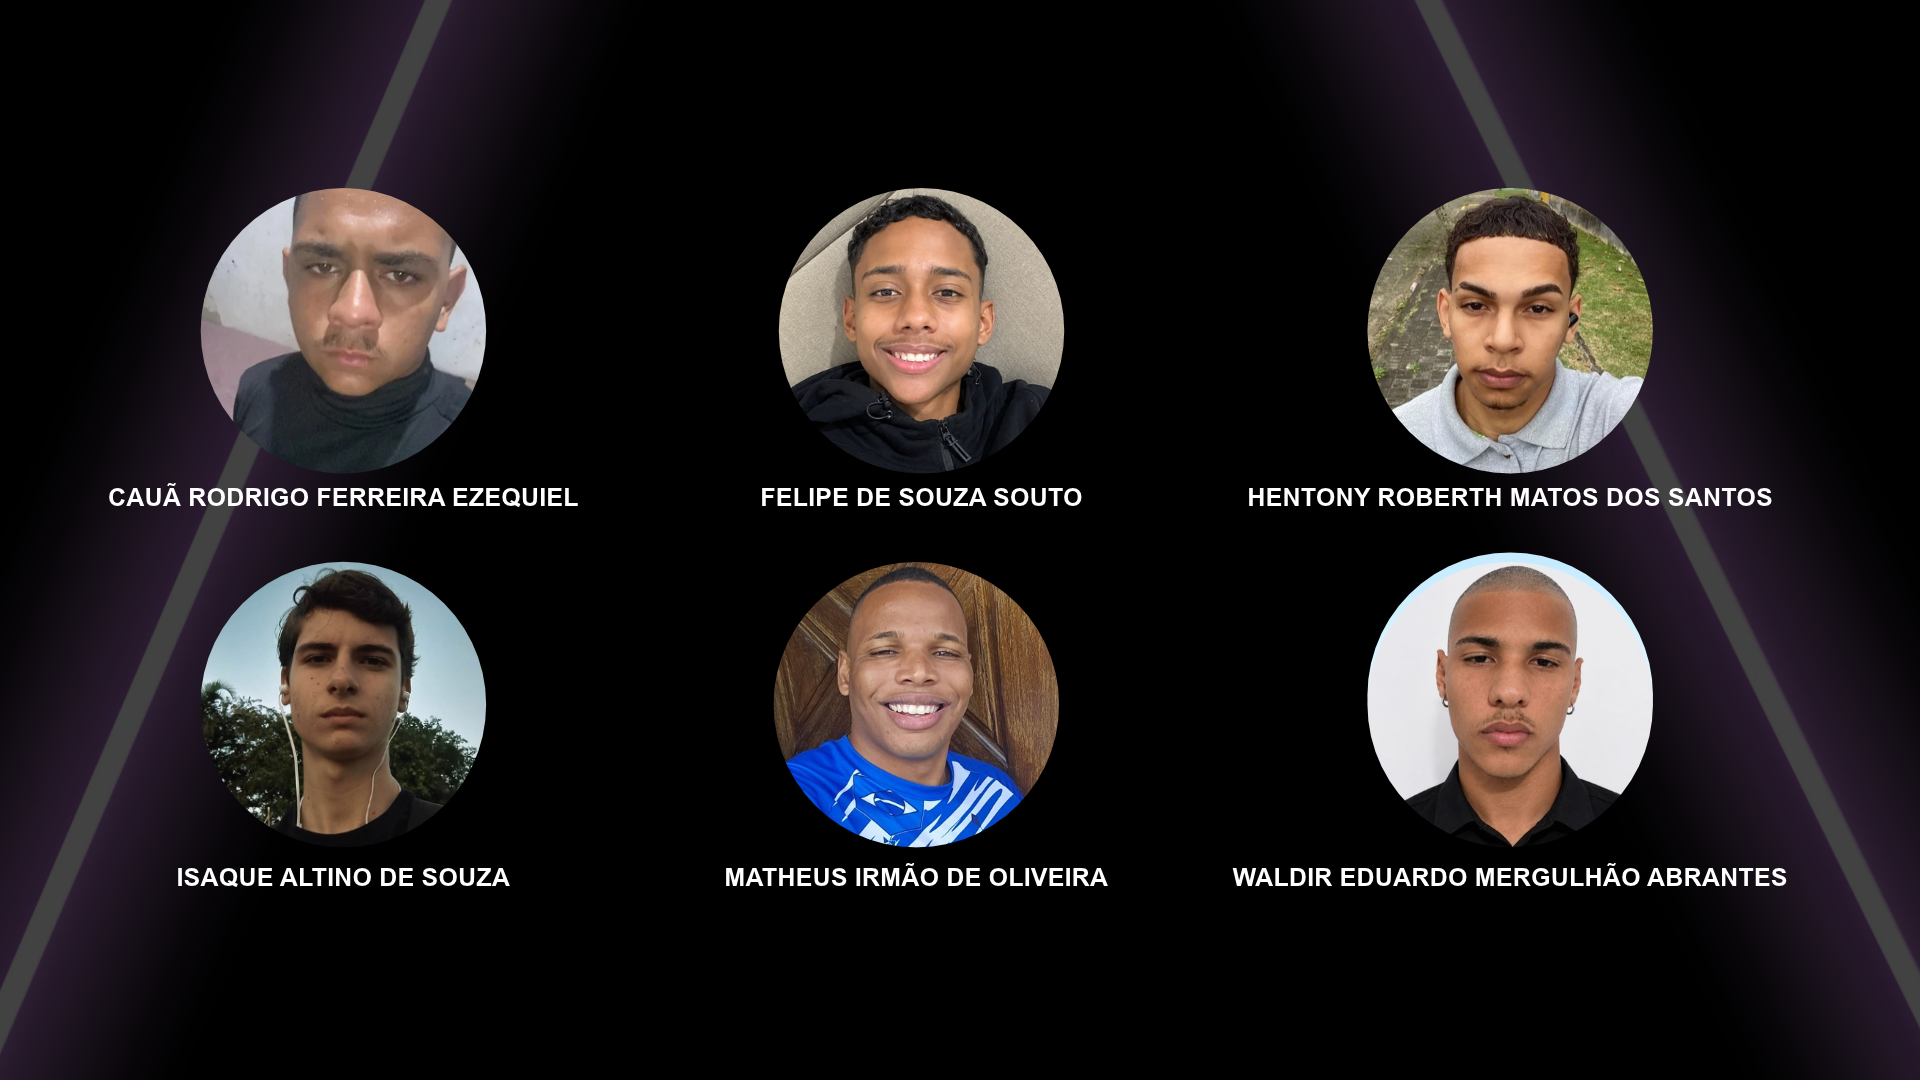 CAUÃ RODRIGO FERREIRA EZEQUIEL
FELIPE DE SOUZA SOUTO
HENTONY ROBERTH MATOS DOS SANTOS
ISAQUE ALTINO DE SOUZA
MATHEUS IRMÃO DE OLIVEIRA
WALDIR EDUARDO MERGULHÃO ABRANTES